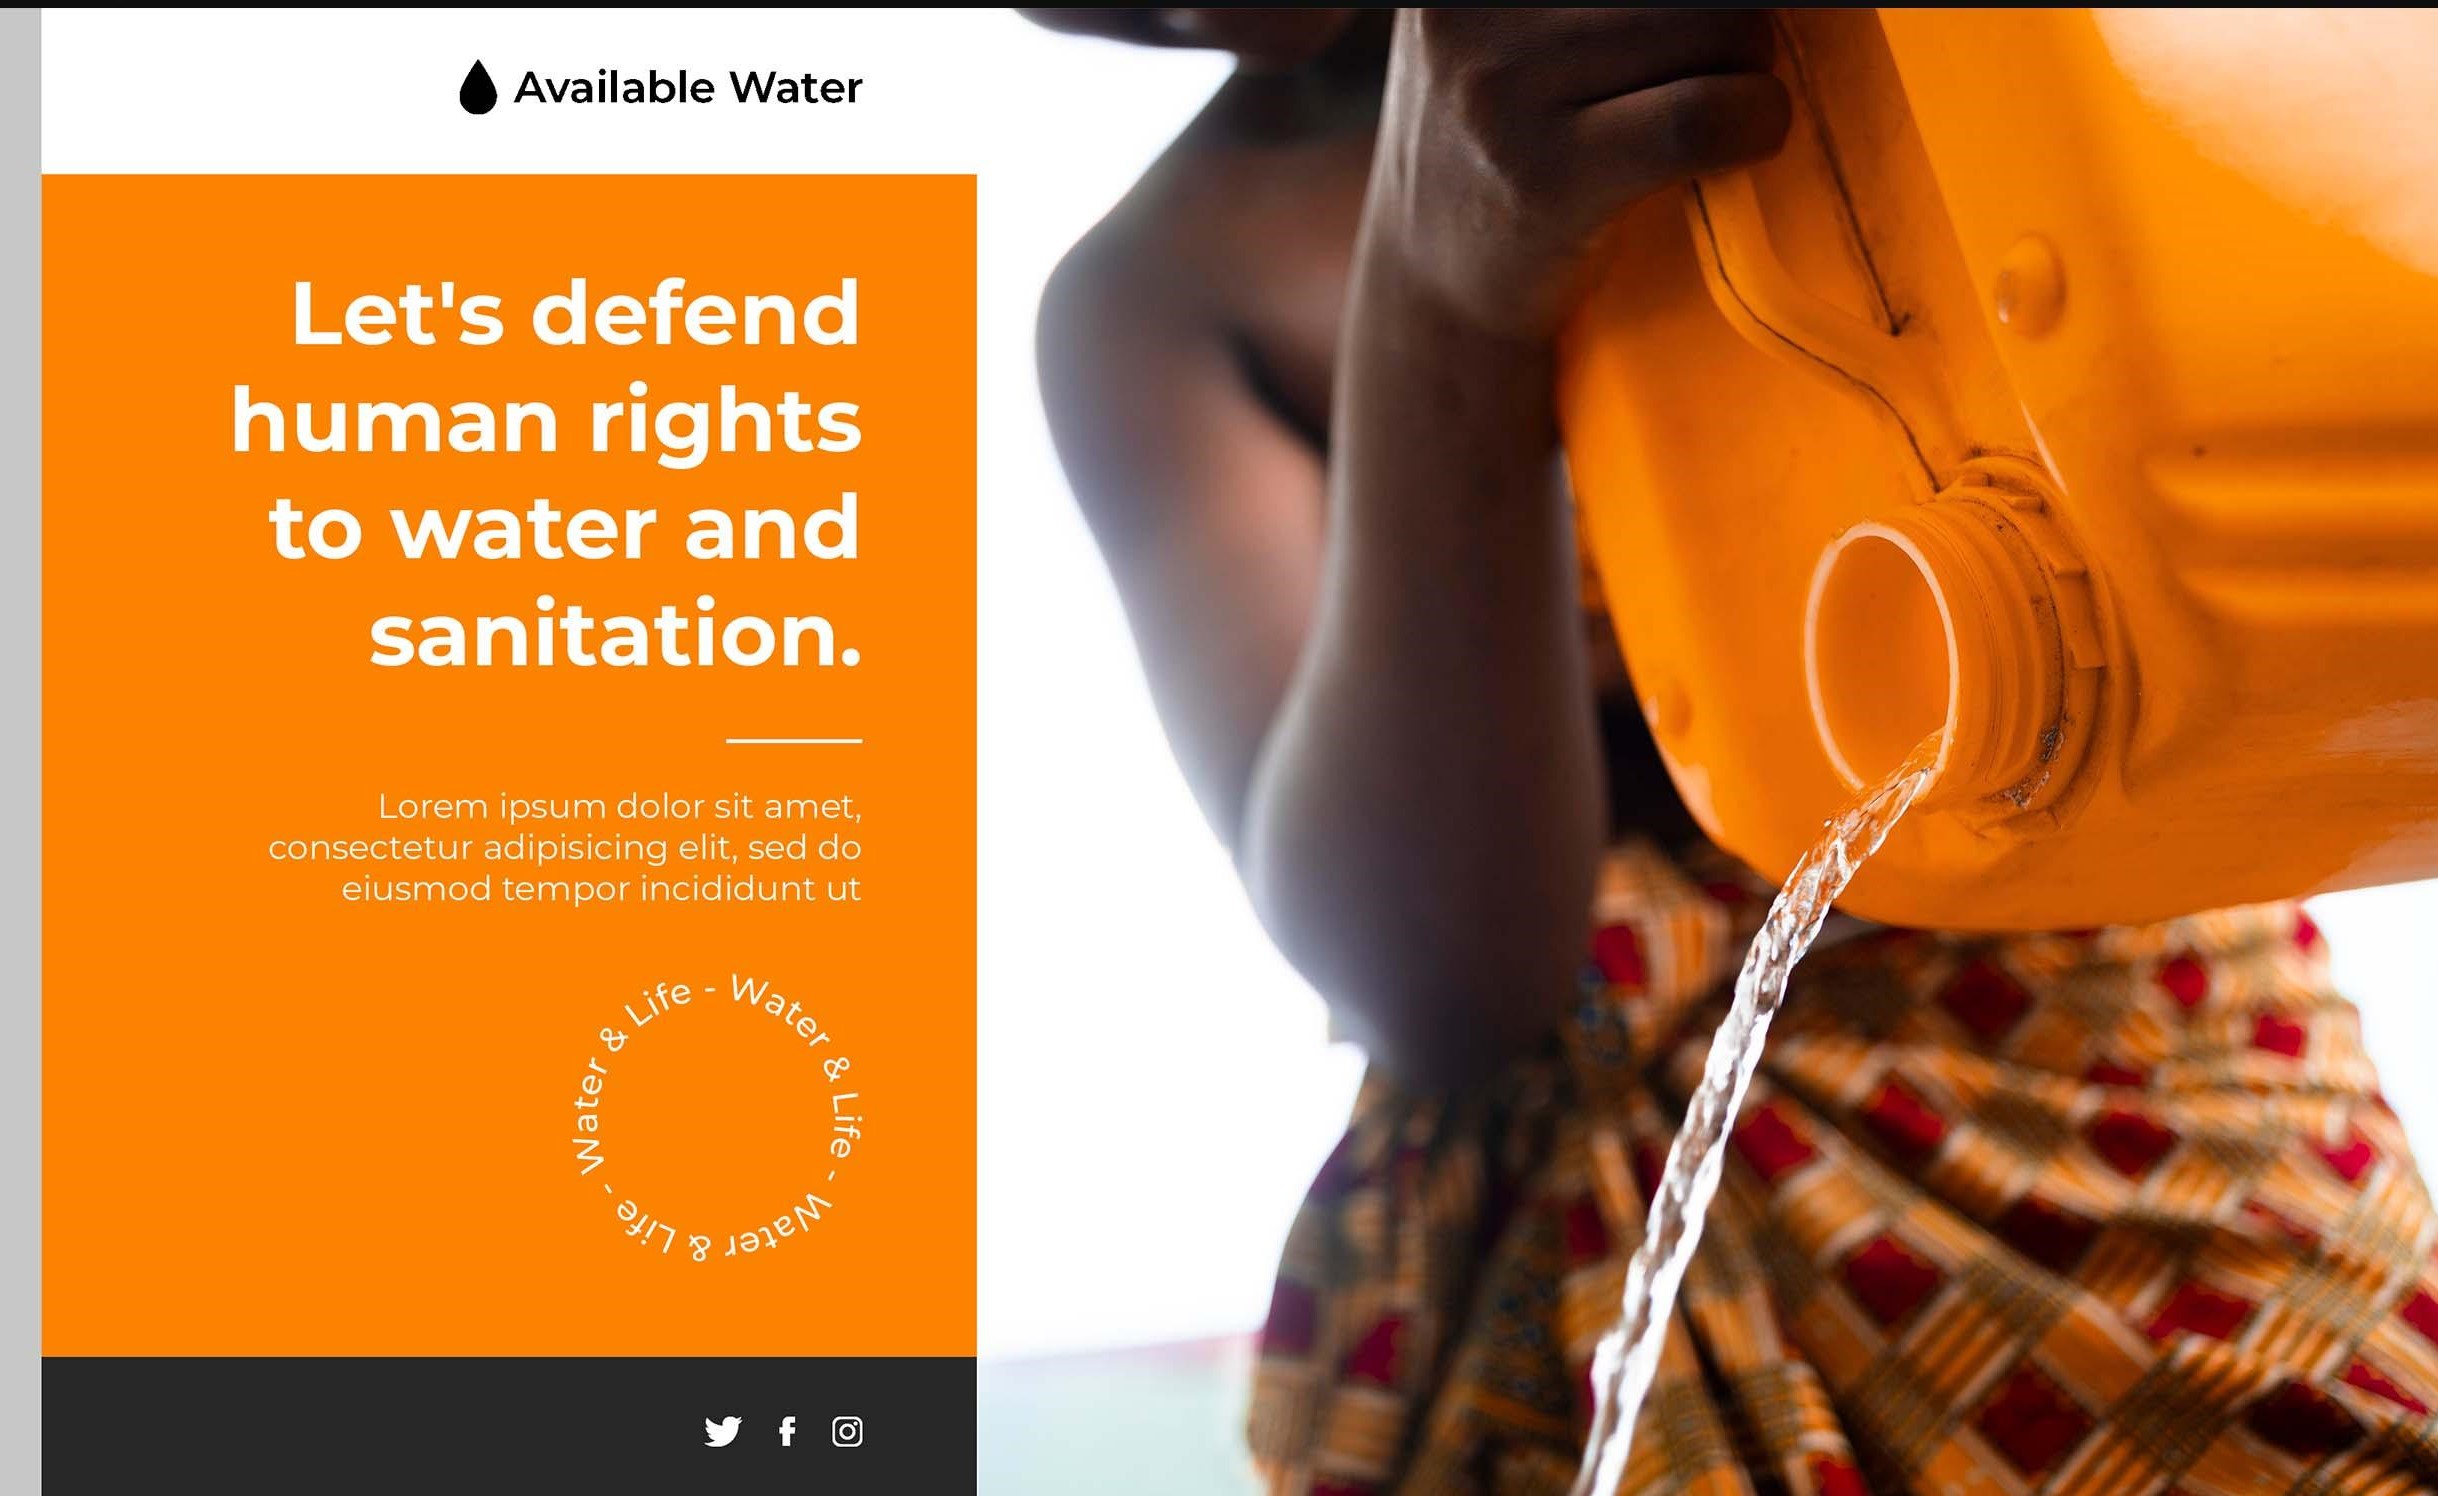 Available Water
Let's defend
human rights
to water and
sanitation.
Lorem ipsum dolor sit amet,
consectetur adipisicing elit, sed do
eiusmod tempor incididunt ut
Water & Life - Water & Life - Water & Life -